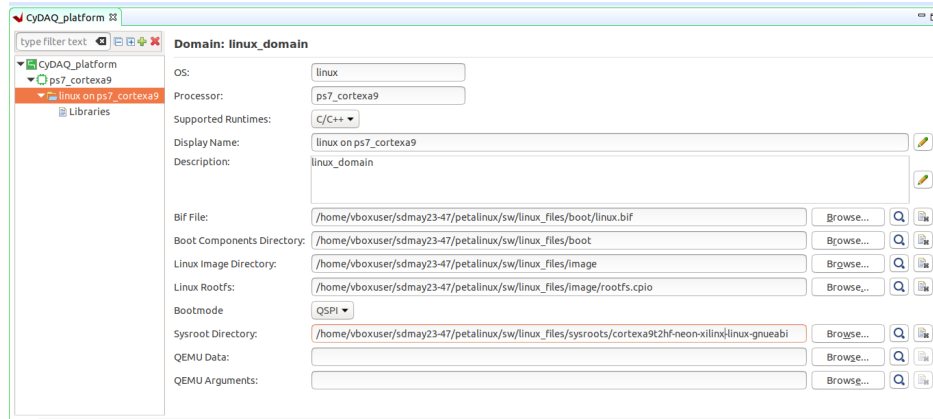 CyDAQ_platform
type filter text
CyDAQ_platform
ps7_cortexa9
linux on ps7_cortexa9
Libraries
Domain: linux_domain
OS: linux
Processor: ps7_cortexa9
Supported Runtimes: C/C++
Display Name: linux on ps7_cortexa9
Description: linux_domain
Bif File: /home/vboxuser/sdmay23-47/petalinux/sw/linux_files/boot/linux.bif Browse...
Boot Components Directory: /home/vboxuser/sdmay23-47/petalinux/sw/linux_files/boot Browse...
Linux Image Directory: /home/vboxuser/sdmay23-47/petalinux/sw/linux_files/image Browse...
Linux Rootfs: /home/vboxuser/sdmay23-47/petalinux/sw/linux_files/image/rootfs.cpio Browse...
Bootmode QSPI
Sysroot Directory: /home/vboxuser/sdmay23-47/petalinux/sw/linux_files/sysroots/cortexa9t2hf-neon-xilinx-linux-gnueabi Browse...
QEMU Data: Browse...
QEMU Arguments: Browse...